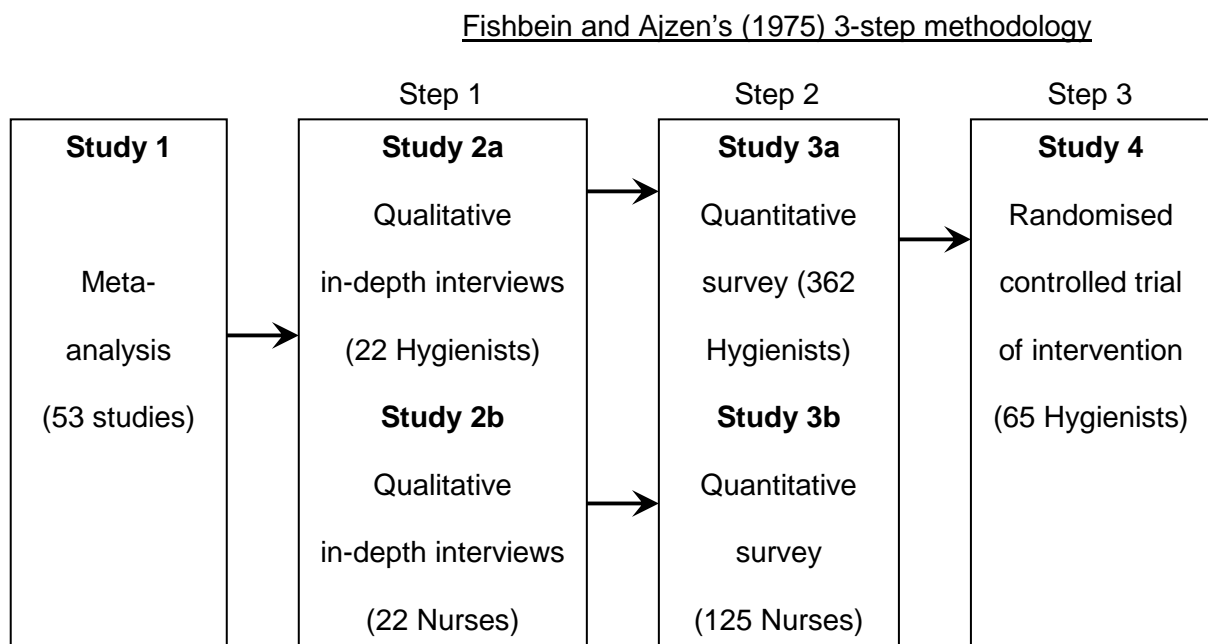 Fishbein and Ajzen’s (1975) 3-step methodology
Step 1
Step 2
Step 3
Study 1
Meta-
analysis
(53 studies)
Study 2a
Qualitative
in-depth interviews
(22 Hygienists)
Study 2b
Qualitative
in-depth interviews
(22 Nurses)
Study 3a
Quantitative
survey (362
Hygienists)
Study 3b
Quantitative
survey
(125 Nurses)
Study 4
Randomised
controlled trial
of intervention
(65 Hygienists)